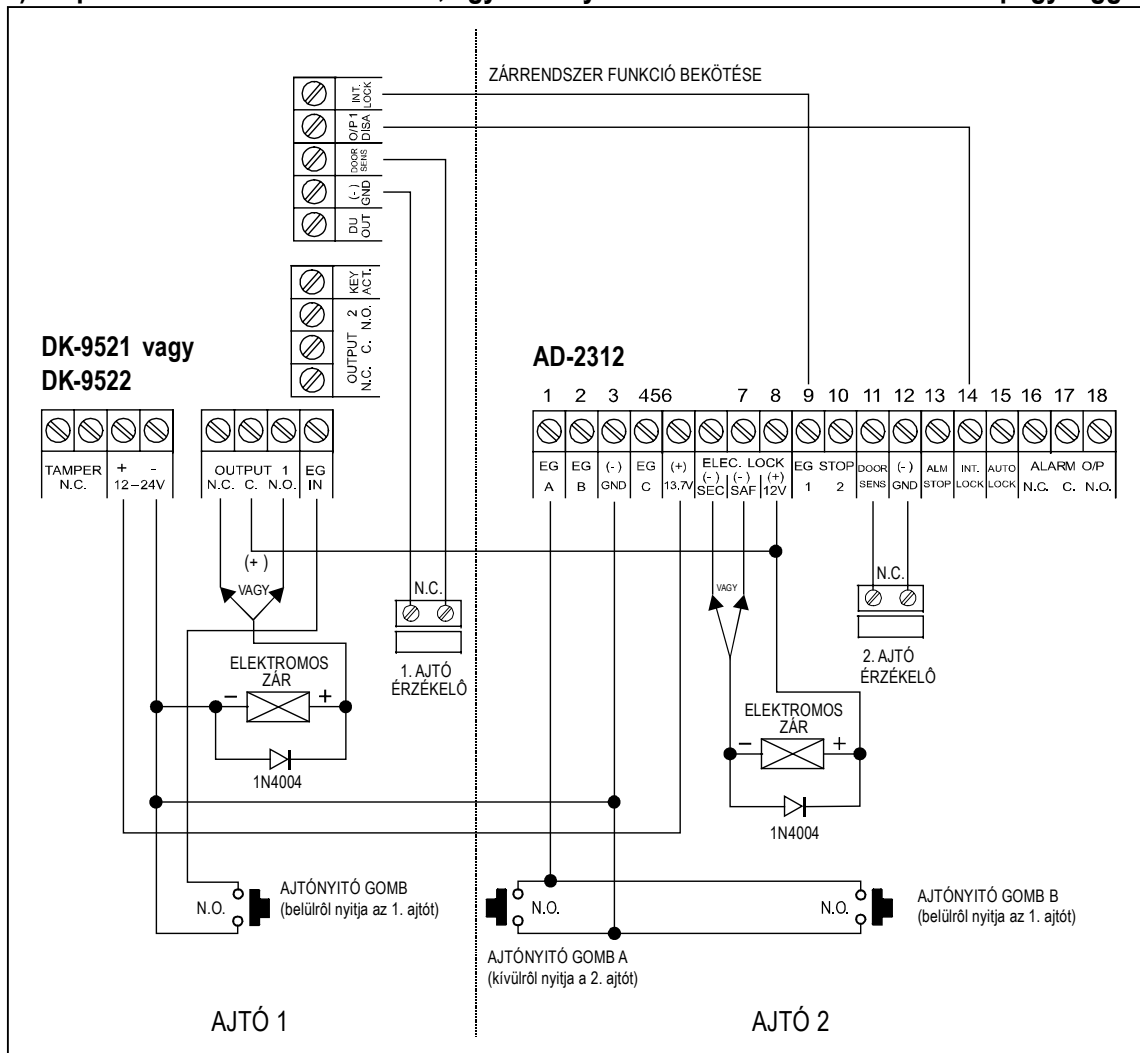 ZÁRRENDSZER FUNKCIÓ BEKÖTÉSE
INT. LOCK
O/P1 DISA
DOOR SENS
(-) GND
DU OUT
KEY ACT.
OUTPUT 2
N.C. C. N.O.
DK-9521 vagy
DK-9522
TAMPER
N.C.
+ -
12-24V
OUTPUT 1
N.C. C. N.O.
EG
IN
AD-2312
1 2 3 456 7 8 9 10 11 12 13 14 15 16 17 18
EG A
EG B
(-) GND
EG C
(+) 13,7V
ELEC. LOCK
(-) SEC
(-) SAF
(+) 12V
EG STOP
1 2
DOOR SENS
(-) GND
ALM STOP
INT. LOCK
AUTO LOCK
ALARM O/P
N.C. C. N.O.
(+)
VAGY
N.C.
1. AJTÓ
ÉRZÉKELŐ
ELEKTROMOS
ZÁR
- +
1N4004
VAGY
N.C.
2. AJTÓ
ÉRZÉKELŐ
ELEKTROMOS
ZÁR
- +
1N4004
N.O.
AJTÓNYITÓ GOMB
(belülrôl nyitja az 1. ajtót)
N.O.
AJTÓNYITÓ GOMB A
(kívülrôl nyitja a 2. ajtót)
N.O.
AJTÓNYITÓ GOMB B
(belülrôl nyitja az 1. ajtót)
AJTÓ 1
AJTÓ 2